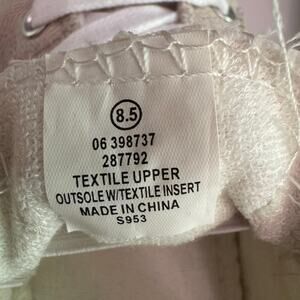 8.5
06 398737
287792
TEXTILE UPPER
OUTSOLE W/TEXTILE INSERT
MADE IN CHINA
S953